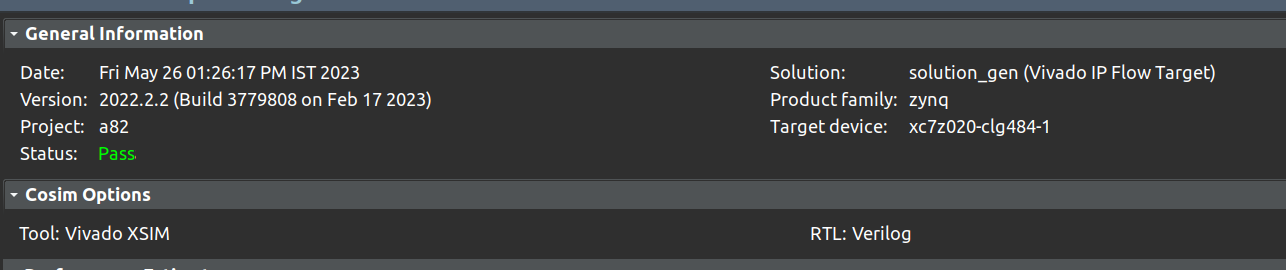 General Information
Date: Fri May 26 01:26:17 PM IST 2023
Solution: solution_gen (Vivado IP Flow Target)
Version: 2022.2.2 (Build 3779808 on Feb 17 2023)
Product family: zynq
Project: a82
Target device: xc7z020-clg484-1
Status: Pass
Cosim Options
Tool: Vivado XSIM
RTL: Verilog